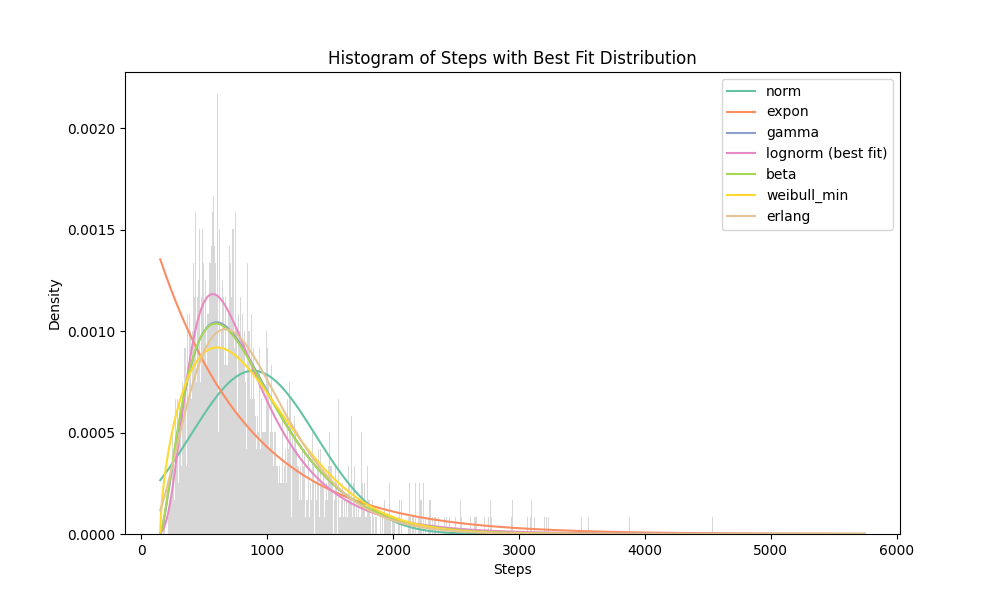 Histogram of Steps with Best Fit Distribution
norm
expon
gamma
lognorm (best fit)
beta
weibull_min
erlang
Density
0.0020
0.0015
0.0010
0.0005
0.0000
0 1000 2000 3000 4000 5000 6000
Steps